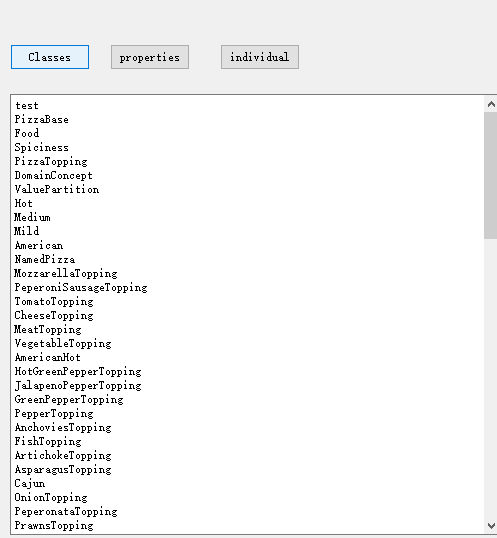 Classes properties individual
test
PizzaBase
Food
Spiciness
PizzaTopping
DomainConcept
ValuePartition
Hot
Medium
Mild
American
NamedPizza
MozzarellaTopping
PeperoniSausageTopping
TomatoTopping
CheeseTopping
MeatTopping
VegetableTopping
AmericanHot
HotGreenPepperTopping
JalapenoPepperTopping
GreenPepperTopping
PepperTopping
AnchoviesTopping
FishTopping
ArtichokeTopping
AsparagusTopping
Cajun
OnionTopping
PeperonataTopping
PrawnsTopping